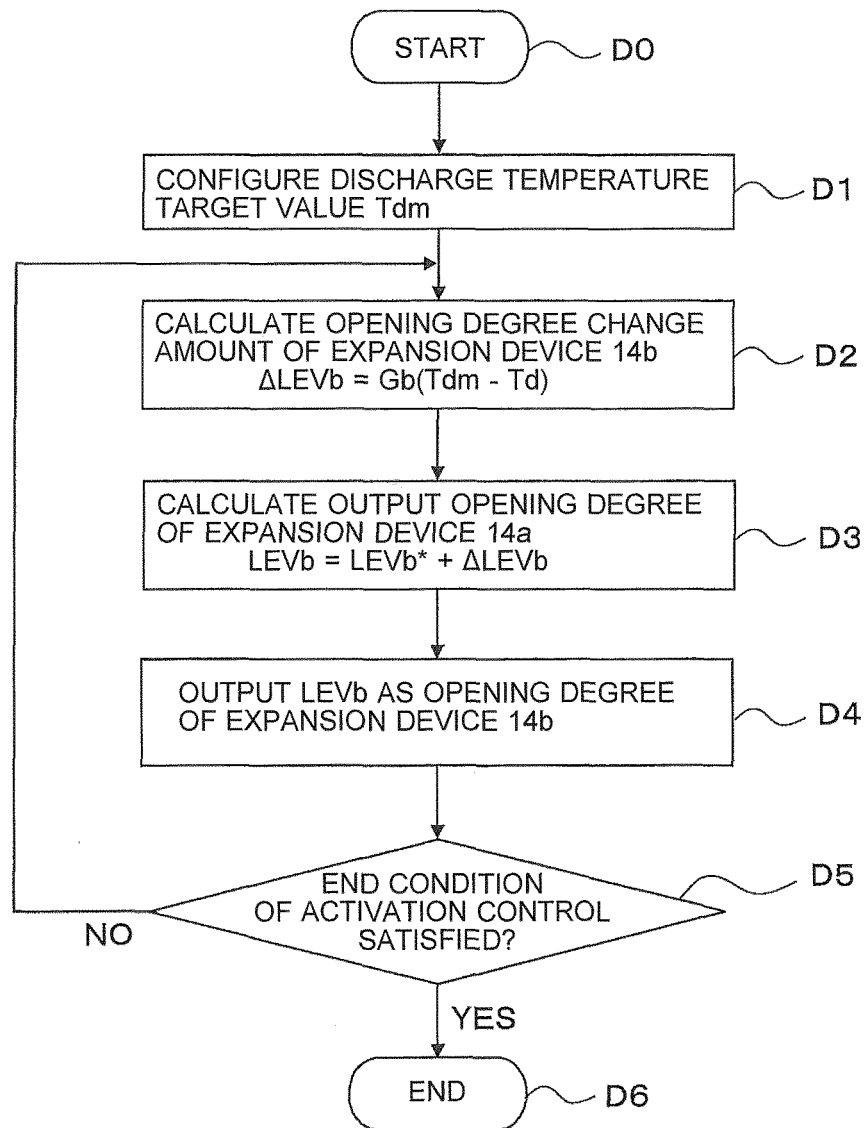 START
D0
CONFIGURE DISCHARGE TEMPERATURE
TARGET VALUE Tdm
D1
CALCULATE OPENING DEGREE CHANGE
AMOUNT OF EXPANSION DEVICE 14b
ΔLEVb = Gb(Tdm - Td)
D2
CALCULATE OUTPUT OPENING DEGREE
OF EXPANSION DEVICE 14a
LEVb = LEVb* + ΔLEVb
D3
OUTPUT LEVb AS OPENING DEGREE
OF EXPANSION DEVICE 14b
D4
END CONDITION
OF ACTIVATION CONTROL
SATISFIED?
D5
NO
YES
END
D6